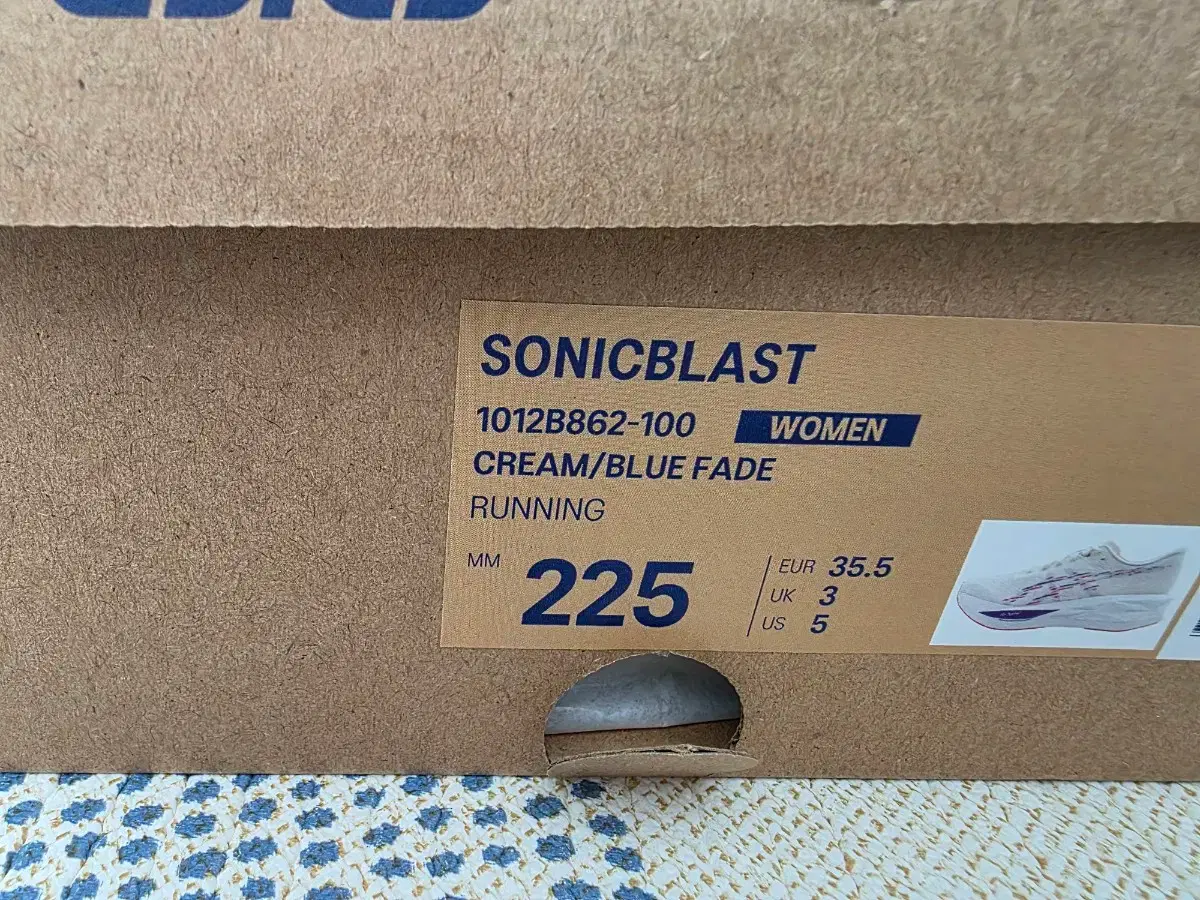 SONICBLAST
1012B862-100 WOMEN
CREAM/BLUE FADE
RUNNING
MM 225
EUR 35.5
UK 3
US 5